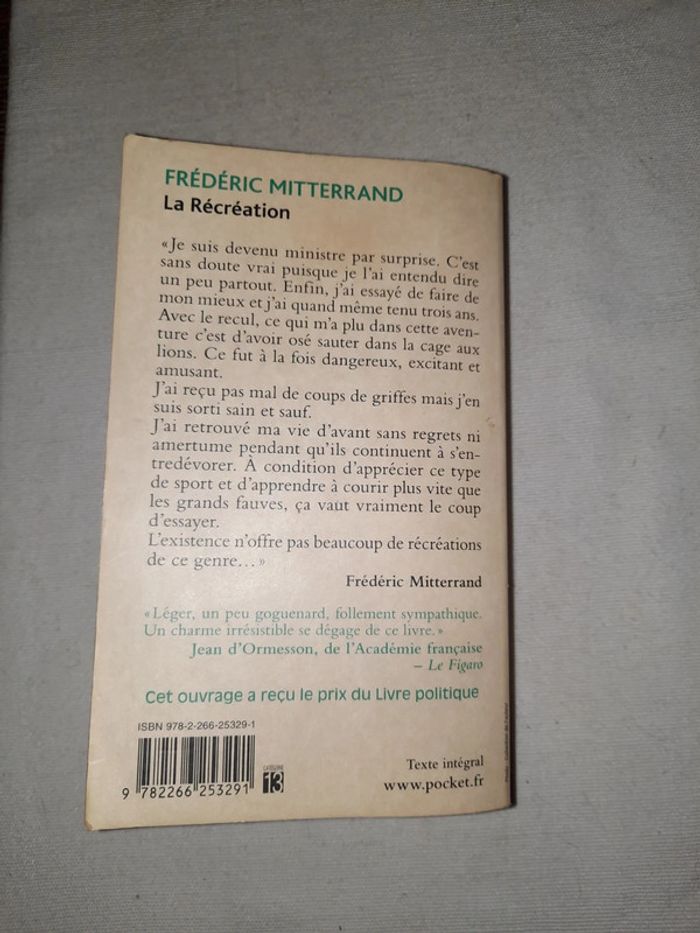 FRÉDÉRIC MITTERRAND
La Récréation
« Je suis devenu ministre par surprise. C'est
sans doute vrai puisque je l'ai entendu dire
un peu partout. Enfin, j'ai essayé de faire de
mon mieux et j'ai quand même tenu trois ans.
Avec le recul, ce qui m'a plu dans cette aven-
ture c'est d'avoir osé sauter dans la cage aux
lions. Ce fut à la fois dangereux, excitant et
amusant.
J'ai reçu pas mal de coups de griffes mais j'en
suis sorti sain et sauf.
J'ai retrouvé ma vie d'avant sans regrets ni
amertume pendant qu'ils continuent à s'en-
tredévorer. À condition d'apprécier ce type
de sport et d'apprendre à courir plus vite que
les grands fauves, ça vaut vraiment le coup
d'essayer.
L'existence n'offre pas beaucoup de récréations
de ce genre... »
Frédéric Mitterrand
« Léger, un peu goguenard, follement sympathique.
Un charme irrésistible se dégage de ce livre. »
Jean d'Ormesson, de l'Académie française
– Le Figaro
Cet ouvrage a reçu le prix du Livre politique
ISBN 978-2-266-25329-1
9 782266 253291
CATÉGORIE
13
Texte intégral
www.pocket.fr